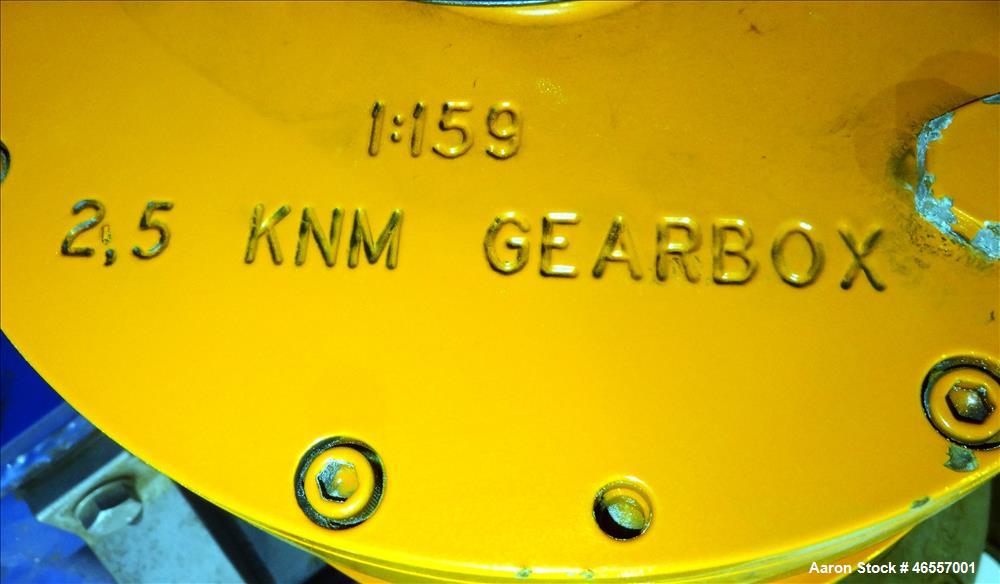 1:159
2,5 KNM GEARBOX
Aaron Stock # 46557001